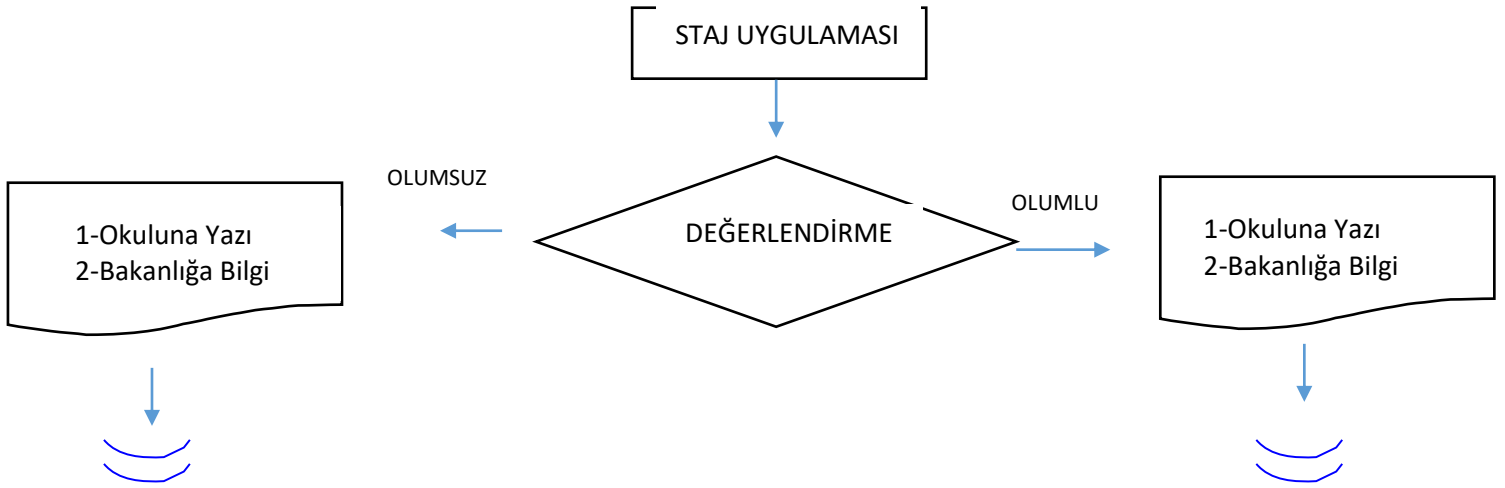 STAJ UYGULAMASI
OLUMSUZ
DEĞERLENDİRME
OLUMLU
1-Okuluna Yazı
2-Bakanlığa Bilgi
1-Okuluna Yazı
2-Bakanlığa Bilgi